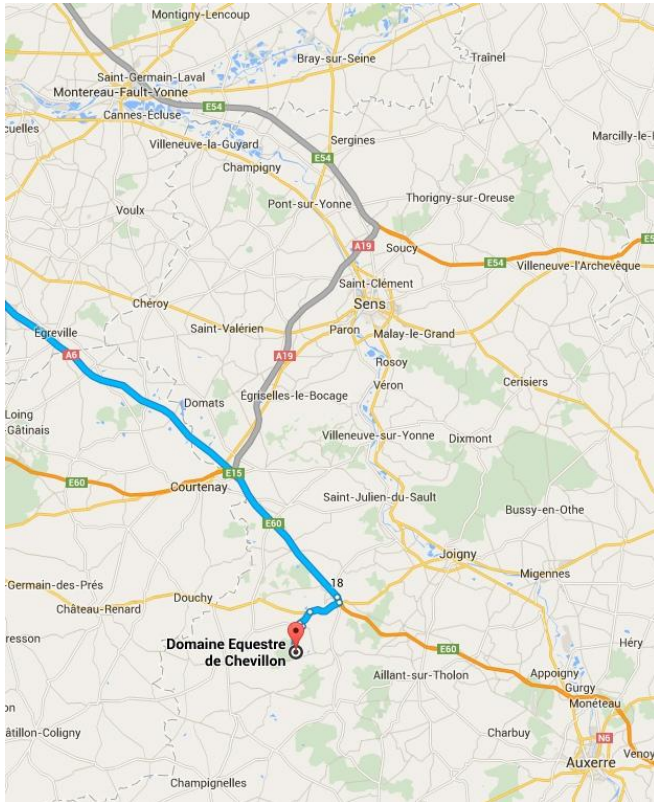 Montigny-Lencoup
Bray-sur-Seine
Traînel
Saint-Germain-Laval
Montereau-Fault-Yonne
E54
Cannes-Écluse
cuelles
Villeneuve-la-Guyard
Sergines
Marcilly-le-
E54
Champigny
Voulx
Pont-sur-Yonne
Thorigny-sur-Oreuse
A19
Soucy
E54
Villeneuve-l'Archevêque
Saint-Clément
Chéroy
Sens
Égreville
Saint-Valérien
Paron
Malay-le-Grand
A6
A19
Rosoy
Véron
Cerisiers
Loing
-Gâtinais
Domats
Égriselles-le-Bocage
Villeneuve-sur-Yonne
Dixmont
E60
E15
Courtenay
Saint-Julien-du-Sault
Bussy-en-Othe
E60
Joigny
Migennes
18
-Germain-des-Prés
Château-Renard
Douchy
Domaine Equestre
de Chevillon
E60
Héry
resson
Aillant-sur-Tholon
Appoigny
Gurgy
Monéteau
âtillon-Coligny
Charbuy
N6
Venoy
Auxerre
Champignelles